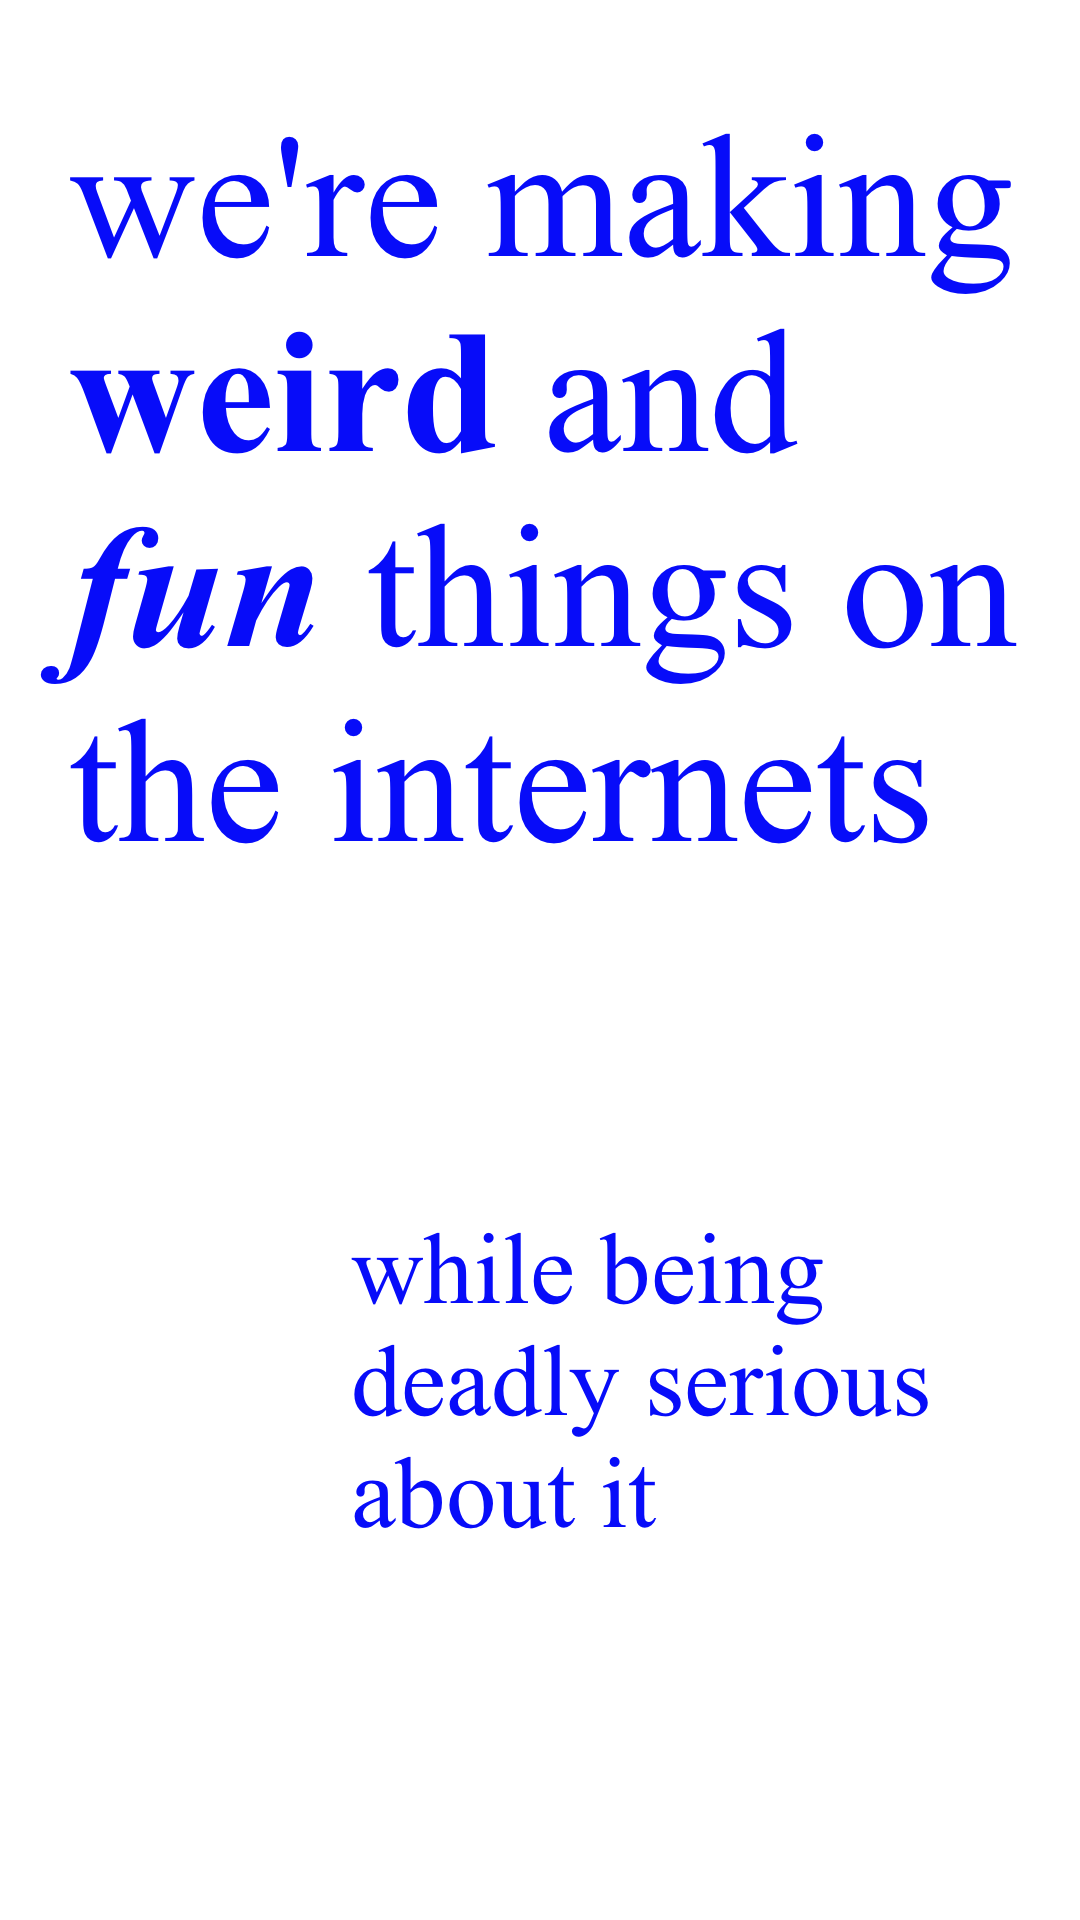 we're making
weird and
fun things on
the internets
while being
deadly serious
about it